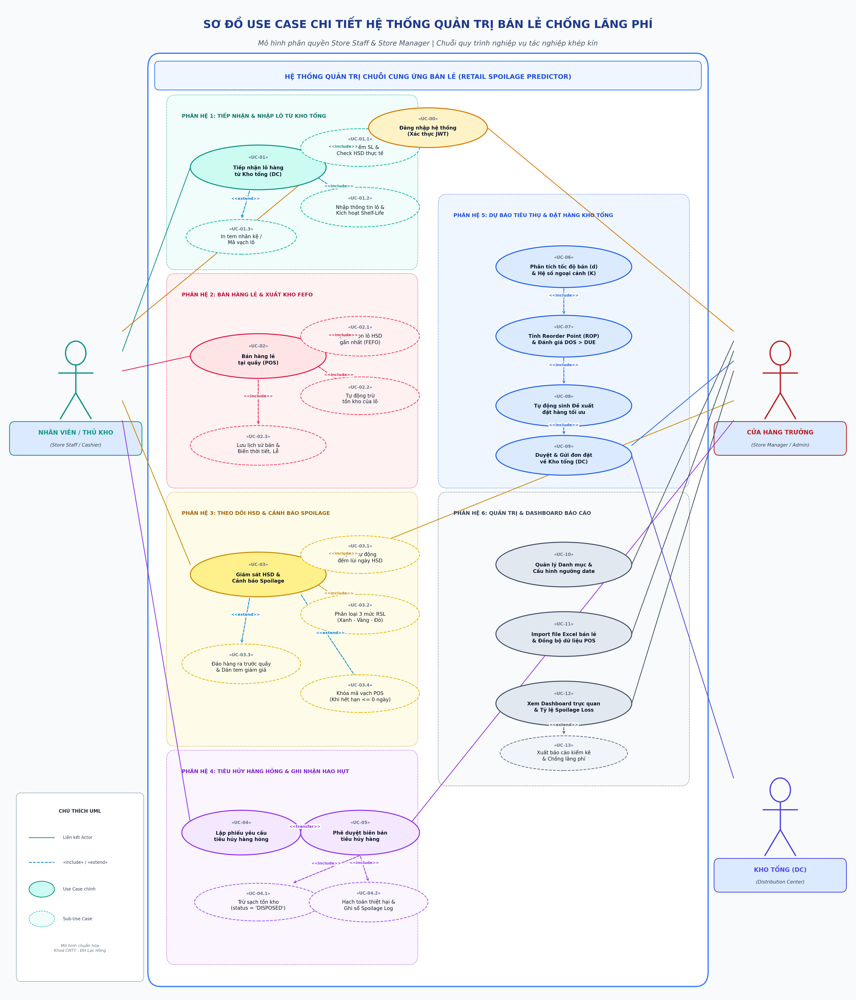 SƠ ĐỒ USE CASE CHI TIẾT HỆ THỐNG QUẢN TRỊ BÁN LẺ CHỐNG LÃNG PHÍ
Mô hình phân quyền Store Staff & Store Manager | Chuỗi quy trình nghiệp vụ tác nghiệp khép kín
HỆ THỐNG QUẢN TRỊ CHUỖI CUNG ỨNG BÁN LẺ (RETAIL SPOILAGE PREDICTOR)
«UC-00»
Đăng nhập hệ thống
(Xác thực JWT)
PHÂN HỆ 1: TIẾP NHẬN & NHẬP LÔ TỪ KHO TỔNG
«UC-01»
Tiếp nhận lô hàng
từ Kho tổng (DC)
<<include>>
«UC-01.1»
SL &
Check HSD thực tế
<<include>>
«UC-01.2»
Nhập thông tin lô &
Kích hoạt Shelf-Life
<<extend>>
«UC-01.3»
In tem nhãn kệ /
Mã vạch lô
PHÂN HỆ 2: BÁN HÀNG LẺ & XUẤT KHO FEFO
«UC-02»
Bán hàng lẻ
tại quầy (POS)
<<include>>
«UC-02.1»
lô HSD
gần nhất (FEFO)
<<include>>
«UC-02.2»
Tự động trừ
tồn kho của lô
<<include>>
«UC-02.3»
Lưu lịch sử bán &
Biến thời tiết, Lễ
PHÂN HỆ 3: THEO DÕI HSD & CẢNH BÁO SPOILAGE
«UC-03»
Giám sát HSD &
Cảnh báo Spoilage
<<include>>
«UC-03.1»
tự động
đếm lùi ngày HSD
<<include>>
«UC-03.2»
Phân loại 3 mức RSL
(Xanh - Vàng - Đỏ)
<<extend>>
«UC-03.3»
Đảo hàng ra trước quầy
& Dán tem giảm giá
<<extend>>
«UC-03.4»
Khóa mã vạch POS
(Khi hết hạn <= 0 ngày)
PHÂN HỆ 4: TIÊU HỦY HÀNG HỎNG & GHI NHẬN HAO HỤT
«UC-04»
Lập phiếu yêu cầu
tiêu hủy hàng hỏng
<<transfer>>
«UC-05»
Phê duyệt biên bản
tiêu hủy hàng
<<include>>
<<include>>
«UC-04.1»
Trừ sạch tồn kho
(status = 'DISPOSED')
«UC-04.2»
Hạch toán thiệt hại &
Ghi sổ Spoilage Log
PHÂN HỆ 5: DỰ BÁO TIÊU THỤ & ĐẶT HÀNG KHO TỔNG
«UC-06»
Phân tích tốc độ bán (d)
& Hệ số ngoại cảnh (K)
<<include>>
«UC-07»
Tính Reorder Point (ROP)
& Đánh giá DOS > DUE
<<include>>
«UC-08»
Tự động sinh Đề xuất
đặt hàng tối ưu
<<include>>
«UC-09»
Duyệt & Gửi đơn đặt
về Kho tổng (DC)
PHÂN HỆ 6: QUẢN TRỊ & DASHBOARD BÁO CÁO
«UC-10»
Quản lý Danh mục &
Cấu hình ngưỡng date
«UC-11»
Import file Excel bán lẻ
& Đồng bộ dữ liệu POS
«UC-12»
Xem Dashboard trực quan
& Tỷ lệ Spoilage Loss
<<extend>>
«UC-13»
Xuất báo cáo kiểm kê
& Chống lãng phí
NHÂN VIÊN / THỦ KHO
(Store Staff / Cashier)
CỬA HÀNG TRƯỞNG
(Store Manager / Admin)
KHO TỔNG (DC)
(Distribution Center)
CHÚ THÍCH UML
Liên kết Actor
«include» / «extend»
Use Case chính
Sub-Use Case
Mô hình chuẩn hóa
Khoa CNTT - ĐH Lạc Hồng